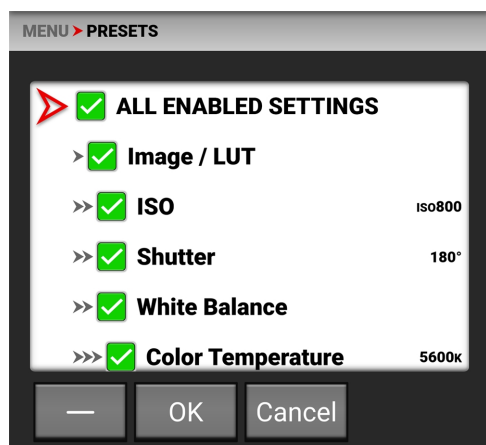 MENU > PRESETS
ALL ENABLED SETTINGS
Image / LUT
ISO ISO800
Shutter 180°
White Balance
Color Temperature 5600K
— OK Cancel